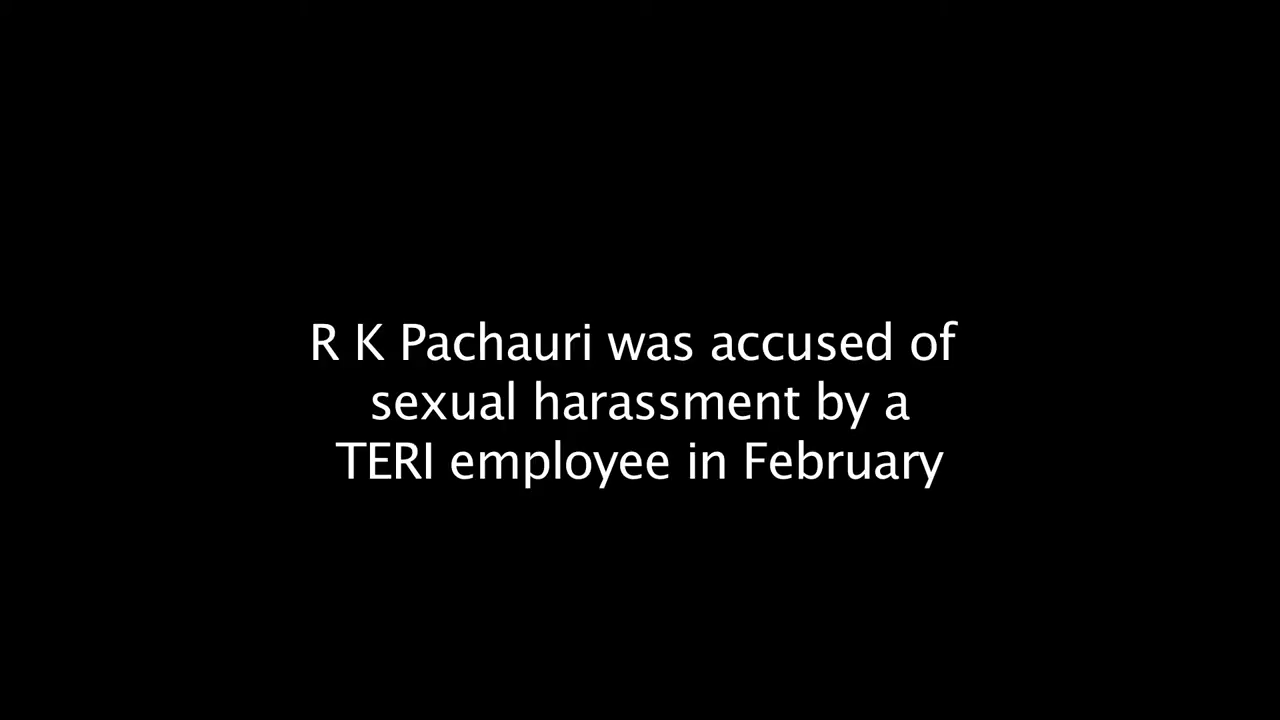 R K Pachauri was accused of
sexual harassment by a
TERI employee in February